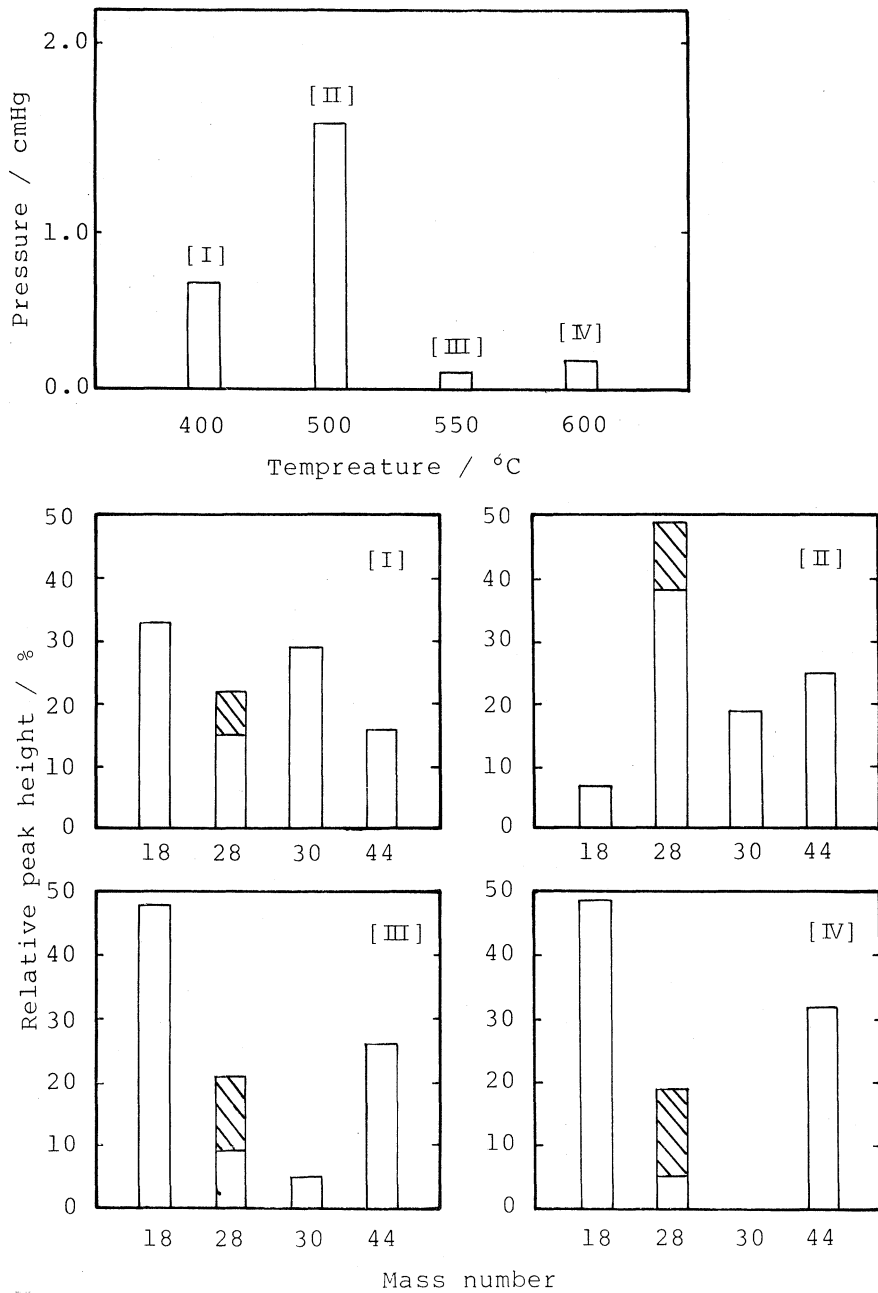 2.0
[II]
1.0
[I]
[III]
[IV]
0.0
Pressure / cmHg
400 500 550 600
Tempreature / °C
50
40
30
20
10
0
[I]
18 28 30 44
50
40
30
20
10
0
[II]
18 28 30 44
50
40
30
20
10
0
[III]
18 28 30 44
50
40
30
20
10
0
[IV]
18 28 30 44
Relative peak height / %
Mass number